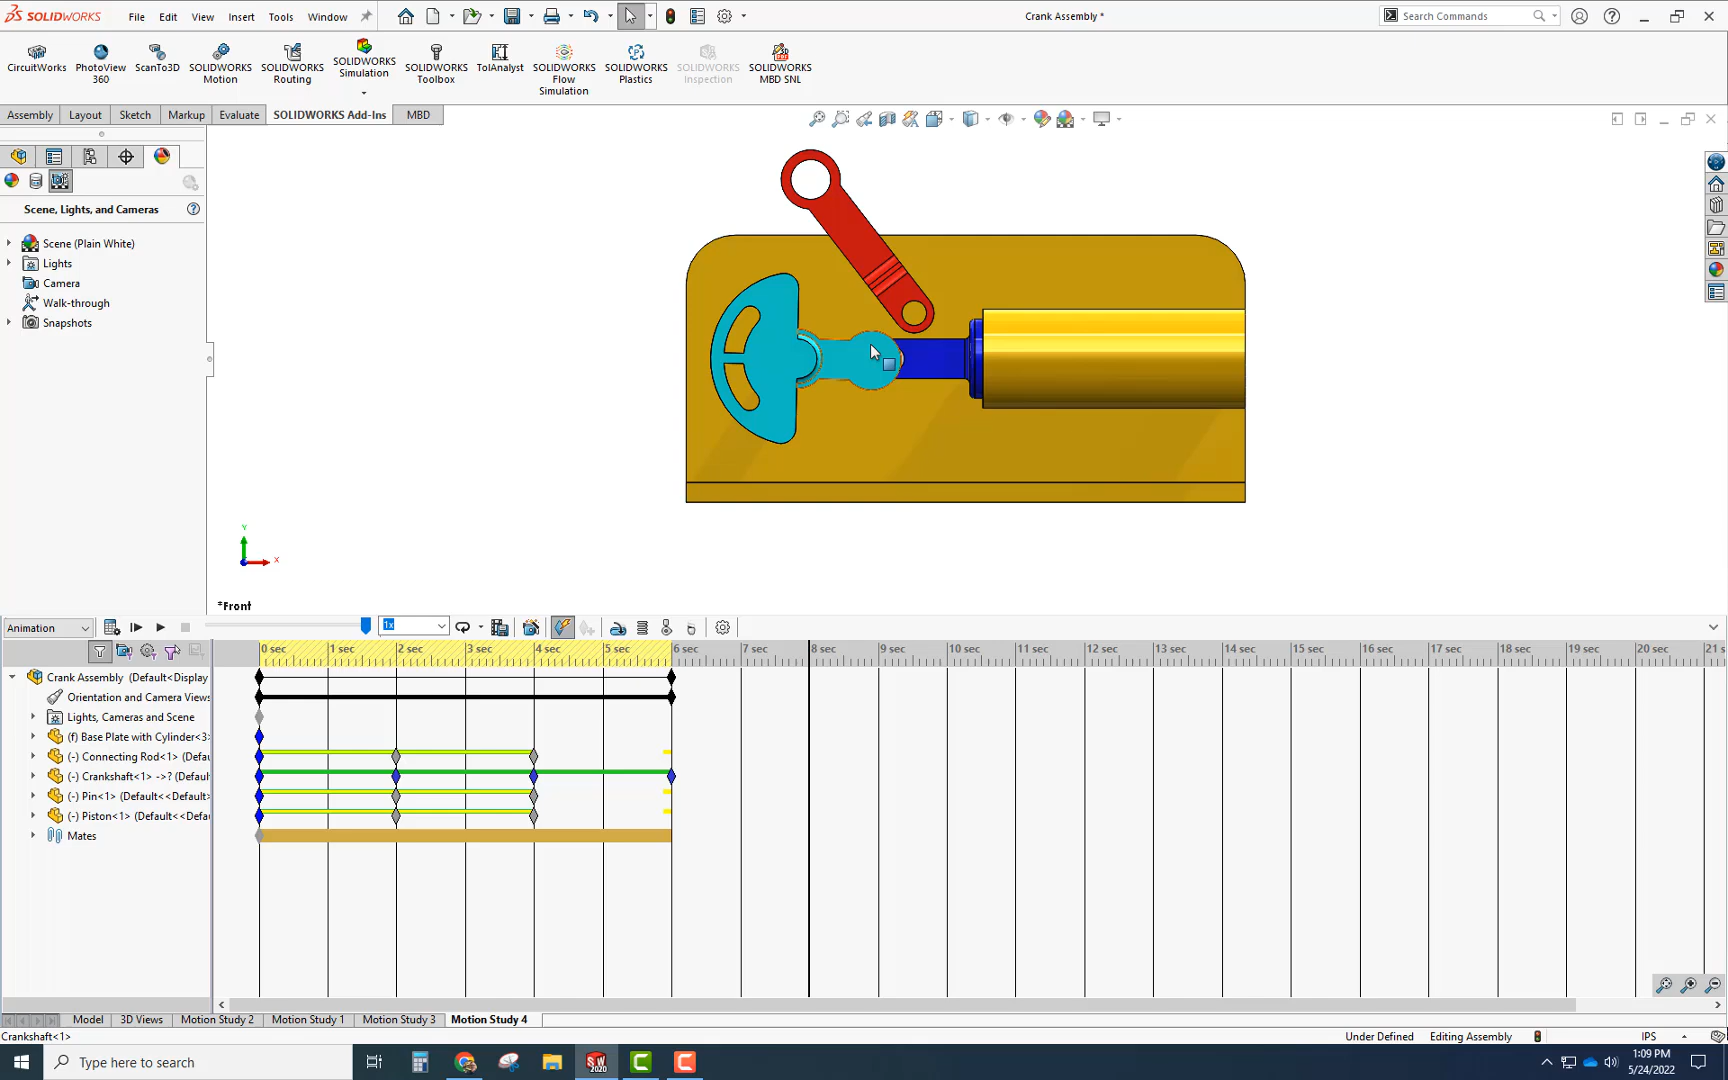 SOLIDWORKS File Edit View Insert Tools Window Crank Assembly * Search Commands
CircuitWorks PhotoView 360 ScanTo3D SOLIDWORKS Motion SOLIDWORKS Routing SOLIDWORKS Simulation SOLIDWORKS Toolbox TolAnalyst SOLIDWORKS Flow Simulation SOLIDWORKS Plastics SOLIDWORKS Inspection SOLIDWORKS MBD SNL
Assembly Layout Sketch Markup Evaluate SOLIDWORKS Add-Ins MBD
Scene, Lights, and Cameras
Scene (Plain White)
Lights
Camera
Walk-through
Snapshots
Y
X
*Front
Animation 1x
0 sec 1 sec 2 sec 3 sec 4 sec 5 sec 6 sec 7 sec 8 sec 9 sec 10 sec 11 sec 12 sec 13 sec 14 sec 15 sec 16 sec 17 sec 18 sec 19 sec 20 sec 21 s
Crank Assembly (Default<Display
Orientation and Camera Views
Lights, Cameras and Scene
(f) Base Plate with Cylinder<3>
(-) Connecting Rod<1> (Defau
(-) Crankshaft<1> ->? (Default
(-) Pin<1> (Default<<Default>
(-) Piston<1> (Default<<Defau
Mates
Model 3D Views Motion Study 2 Motion Study 1 Motion Study 3 Motion Study 4
Crankshaft<1> Under Defined Editing Assembly IPS
Type here to search SW 2020 1:09 PM
5/24/2022